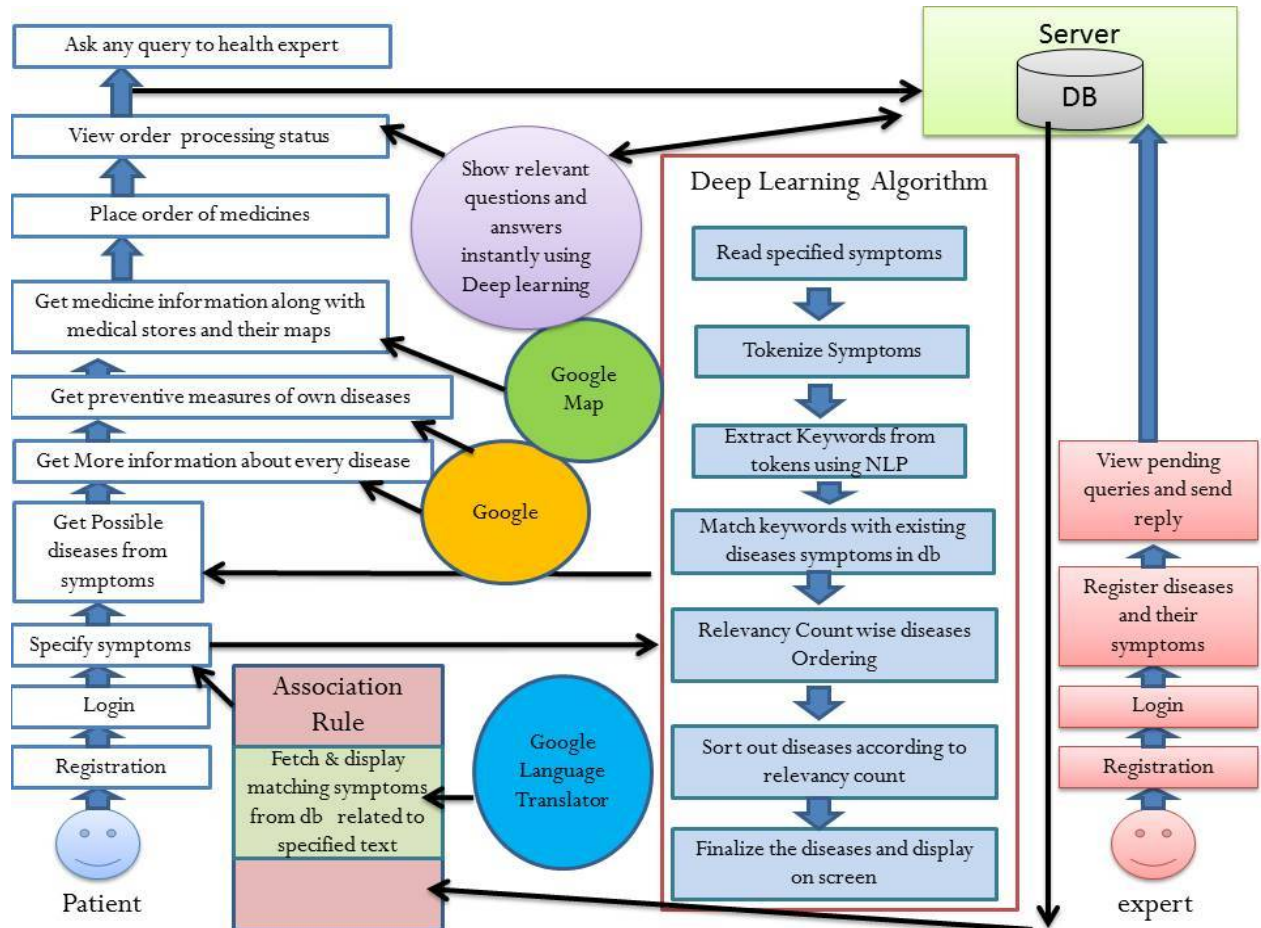 Ask any query to health expert
View order processing status
Place order of medicines
Get medicine information along with
medical stores and their maps
Get preventive measures of own diseases
Get More information about every disease
Get Possible
diseases from
symptoms
Specify symptoms
Login
Registration
Patient
Show relevant
questions and
answers
instantly using
Deep learning
Google
Map
Google
Association
Rule
Fetch & display
matching symptoms
from db related to
specified text
Google
Language
Translator
Deep Learning Algorithm
Read specified symptoms
Tokenize Symptoms
Extract Keywords from
tokens using NLP
Match keywords with existing
diseases symptoms in db
Relevancy Count wise diseases
Ordering
Sort out diseases according to
relevancy count
Finalize the diseases and display
on screen
Server
DB
View pending
queries and send
reply
Register diseases
and their
symptoms
Login
Registration
expert